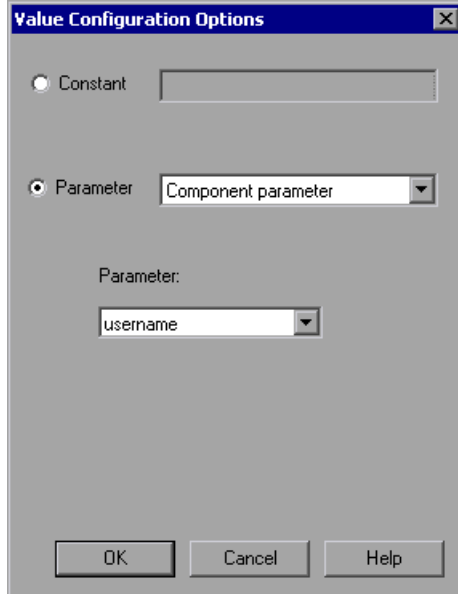 Value Configuration Options
Constant
Parameter Component parameter
Parameter:
username
OK Cancel Help